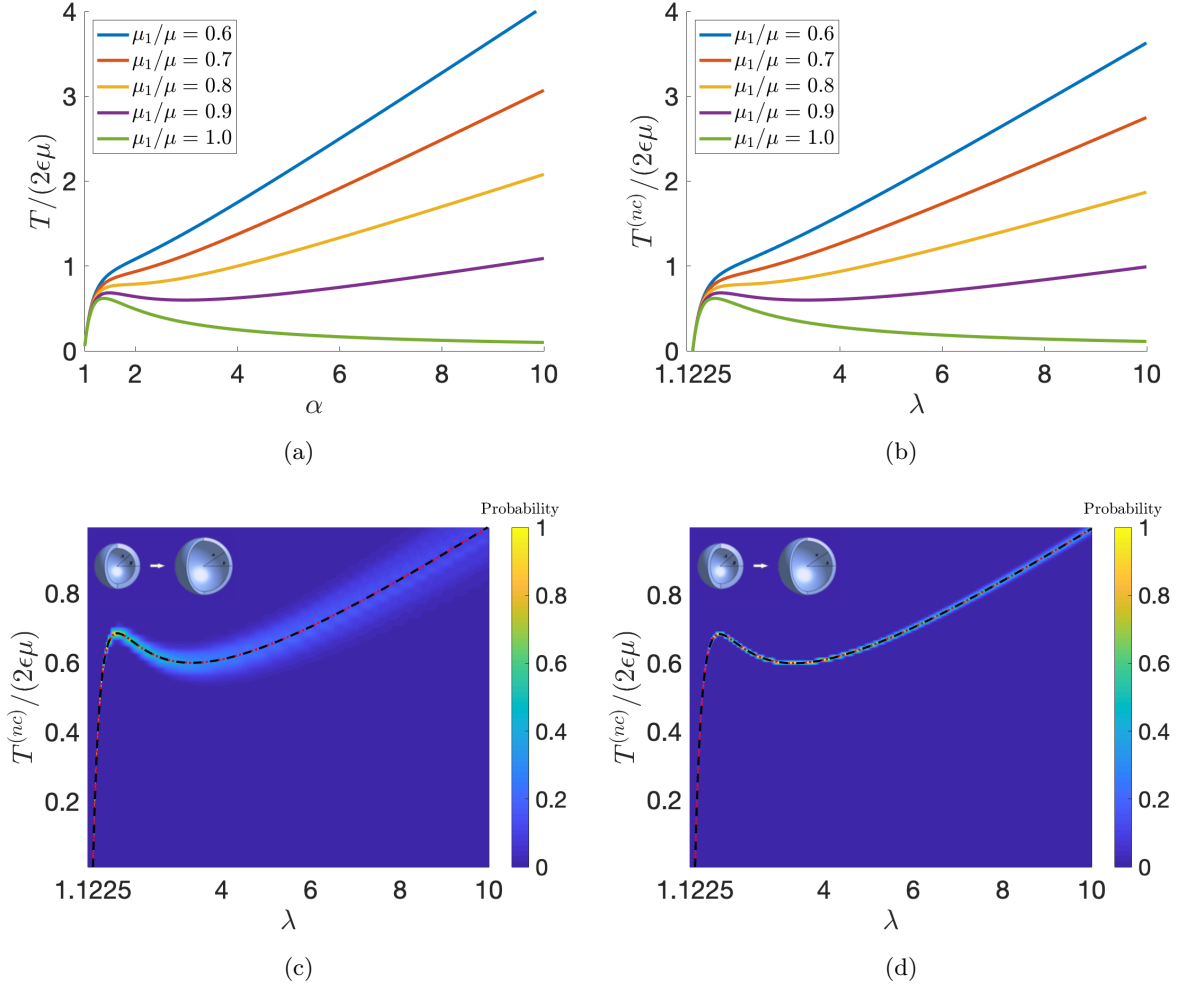 4
3
2
1
0
T/(2ϵμ)
μ₁/μ = 0.6
μ₁/μ = 0.7
μ₁/μ = 0.8
μ₁/μ = 0.9
μ₁/μ = 1.0
1 2 4 6 8 10
α
(a)
4
3
2
1
0
T⁽ⁿᶜ⁾/(2ϵμ)
μ₁/μ = 0.6
μ₁/μ = 0.7
μ₁/μ = 0.8
μ₁/μ = 0.9
μ₁/μ = 1.0
1.1225 4 6 8 10
λ
(b)
Probability
0.8
0.6
0.4
0.2
T⁽ⁿᶜ⁾/(2ϵμ)
1
0.8
0.6
0.4
0.2
0
1.1225 4 6 8 10
λ
(c)
Probability
0.8
0.6
0.4
0.2
T⁽ⁿᶜ⁾/(2ϵμ)
1
0.8
0.6
0.4
0.2
0
1.1225 4 6 8 10
λ
(d)